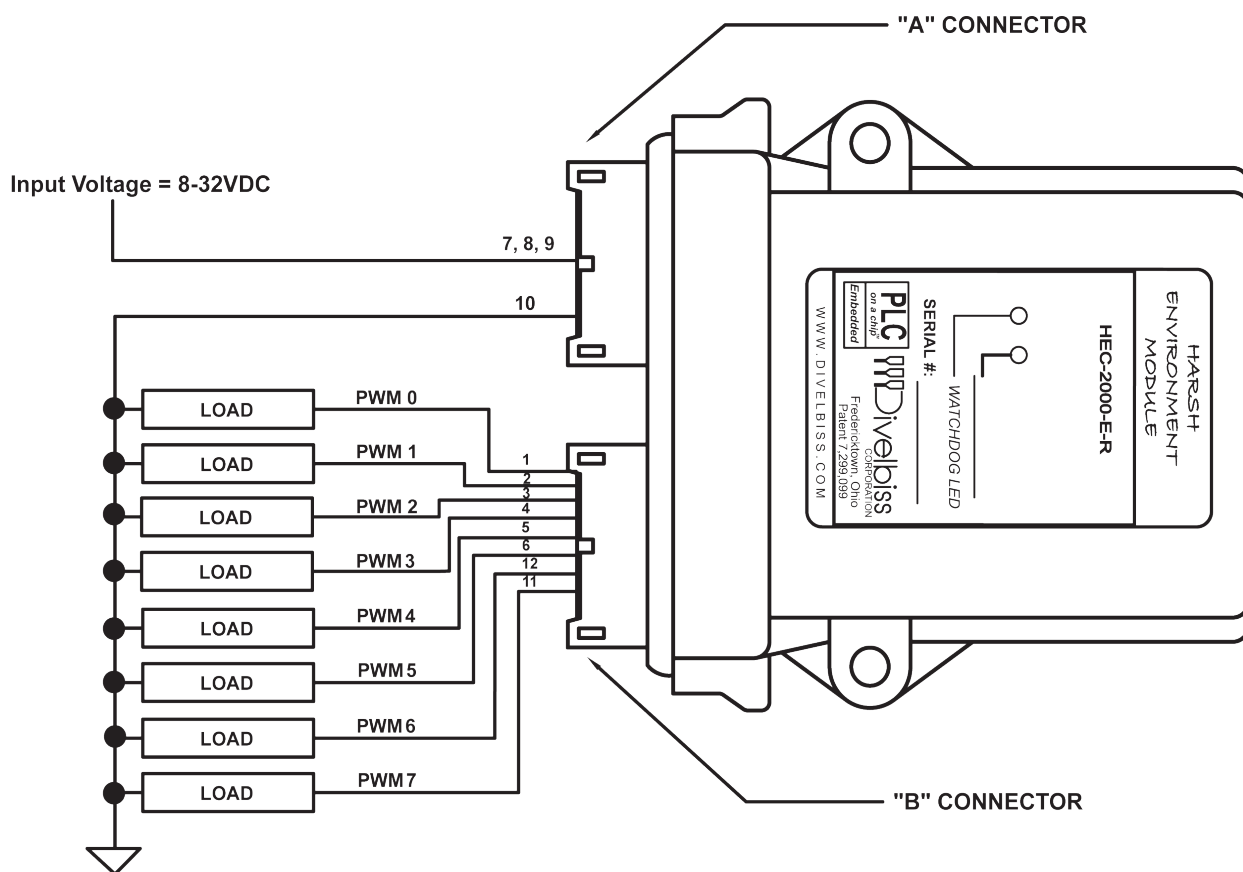 "A" CONNECTOR
Input Voltage = 8-32VDC
7, 8, 9
10
LOAD
PWM 0
1
LOAD
PWM 1
2
LOAD
PWM 2
3
LOAD
PWM 3
4
LOAD
PWM 4
5
LOAD
PWM 5
6
LOAD
PWM 6
12
LOAD
PWM 7
11
"B" CONNECTOR
HARSH
ENVIRONMENT
MODULE
HEC-2000-E-R
WATCHDOG LED
SERIAL #:
PLC
on a chip™
Embedded
Divelbiss
CORPORATION
Fredericktown, Ohio
Patent 7,299,099
WWW.DIVELBISS.COM